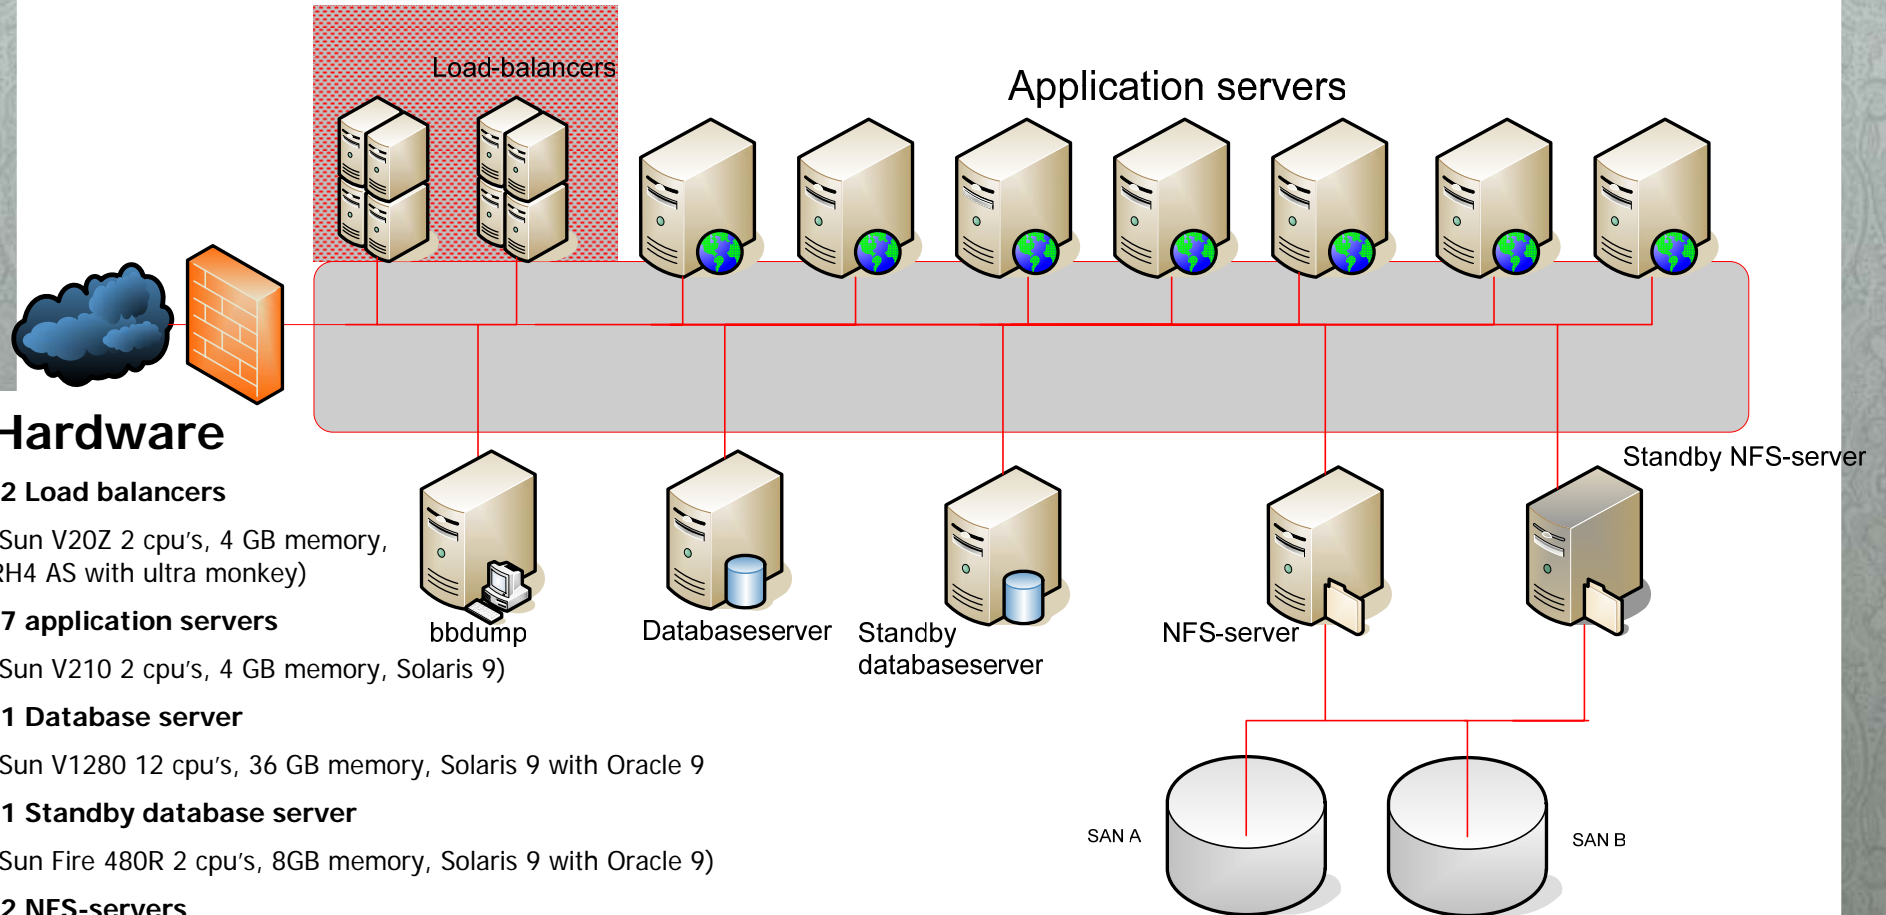 Load-balancers
Application servers
Hardware
2 Load balancers
Sun V20Z 2 cpu's, 4 GB memory,
RH4 AS with ultra monkey)
7 application servers
Sun V210 2 cpu's, 4 GB memory, Solaris 9)
1 Database server
Sun V1280 12 cpu's, 36 GB memory, Solaris 9 with Oracle 9
1 Standby database server
Sun Fire 480R 2 cpu's, 8GB memory, Solaris 9 with Oracle 9)
2 NFS-servers
Standby NFS-server
bbdump
Databaseserver
Standby
databaseserver
NFS-server
SAN A
SAN B